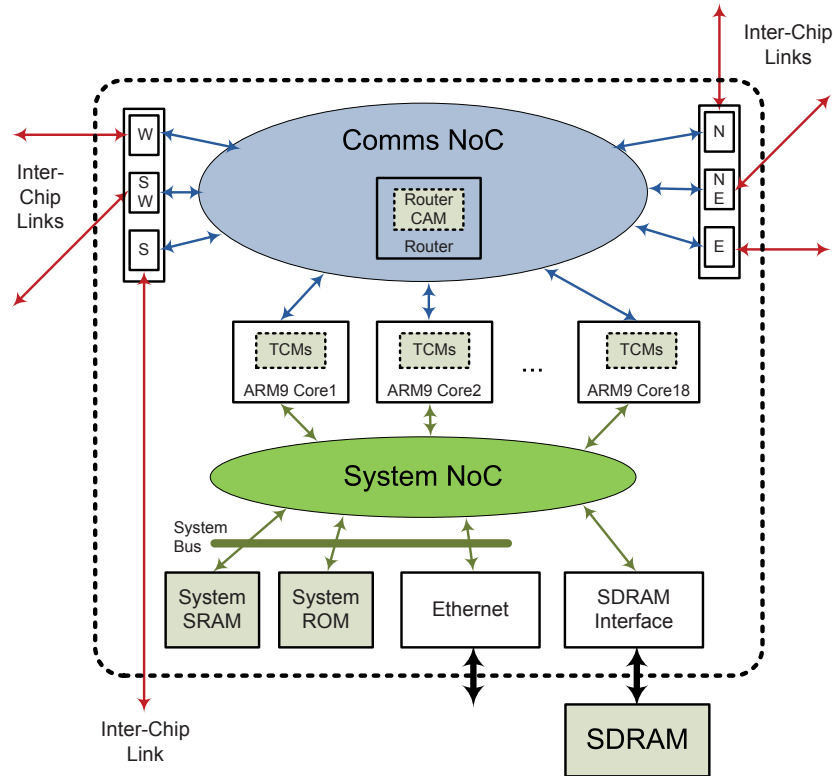 Inter-Chip
Links
W
Comms NoC
N
Inter-
Chip
Links
S
W
N
E
Router
CAM
Router
S
E
TCMs
TCMs
TCMs
ARM9 Core1
ARM9 Core2
...
ARM9 Core18
System NoC
System
Bus
System
SRAM
System
ROM
Ethernet
SDRAM
Interface
Inter-Chip
Link
SDRAM